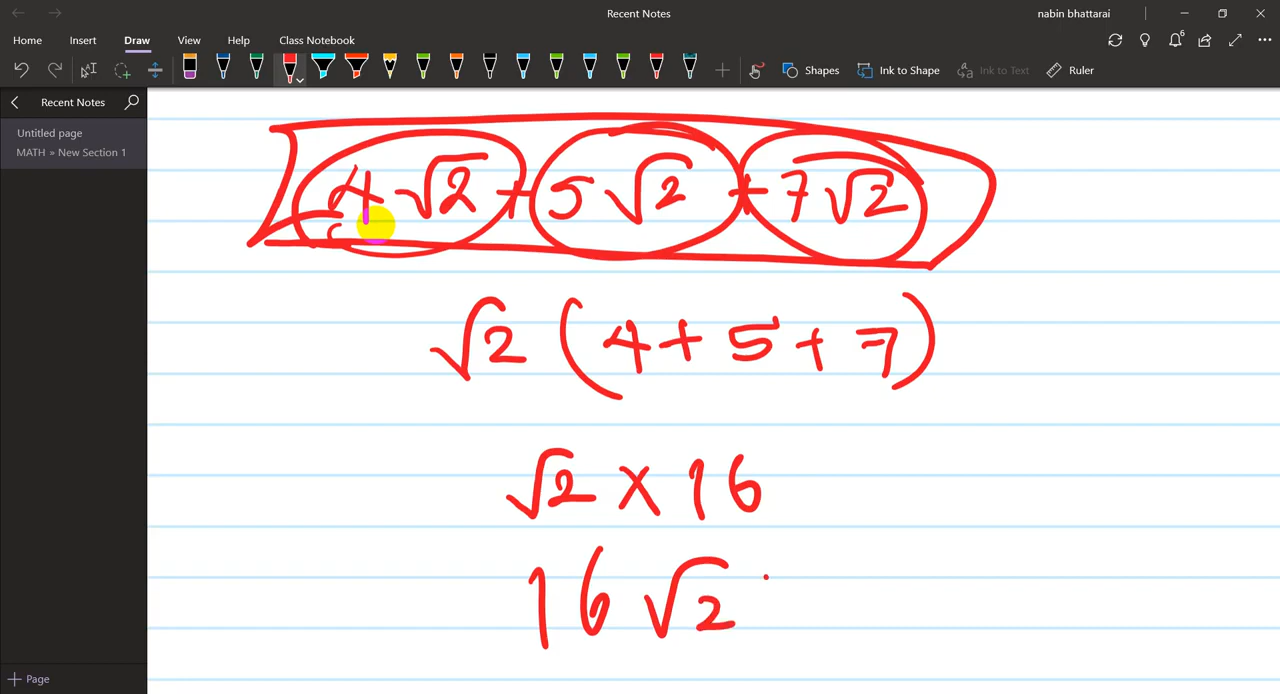 Recent Notes
nabin bhattarai
Home Insert Draw View Help Class Notebook
6
Shapes Ink to Shape Ink to Text Ruler
Recent Notes
Untitled page
MATH » New Section 1
4√2 + 5√2 + 7√2
√2 (4 + 5 + 7)
√2 × 16
16√2
Page